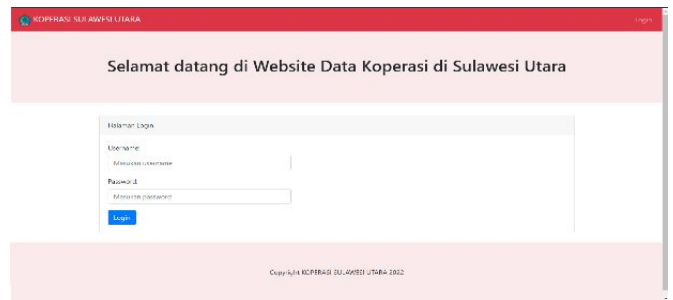 KOPERASI SULAWESI UTARA
Login
Selamat datang di Website Data Koperasi di Sulawesi Utara
Halaman Login
Username:
Masukan username
Password:
Masukan password
Login
Copyright KOPERASI SULAWESI UTARA 2022